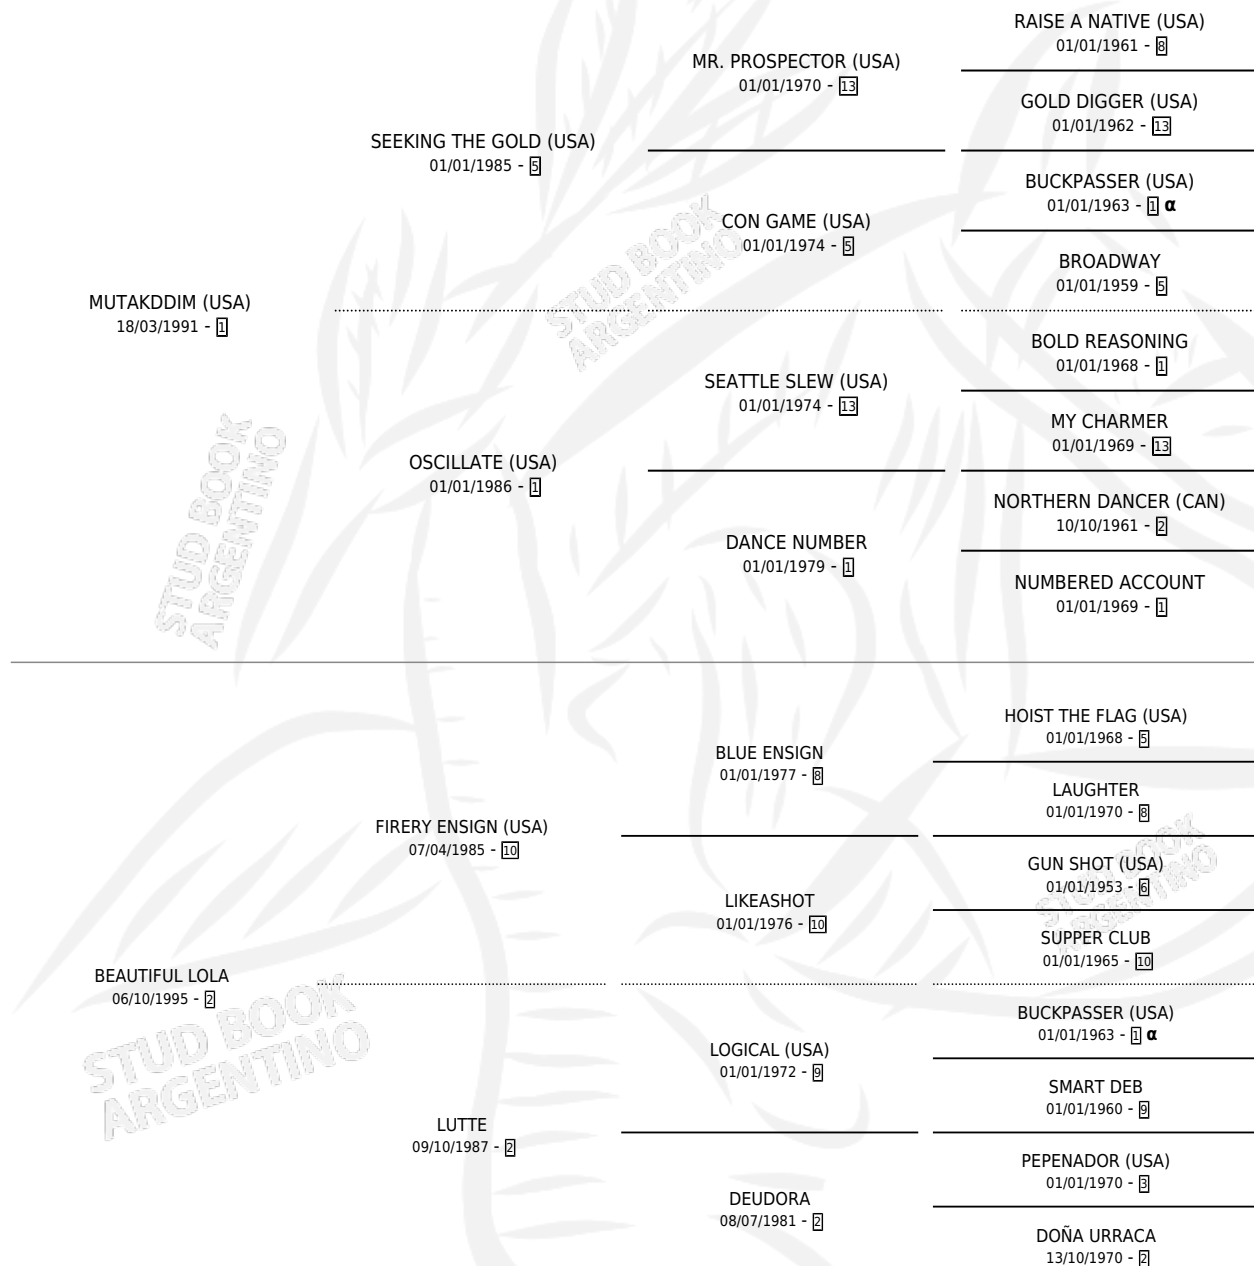 RAISE A NATIVE (USA)
01/01/1961 - 8
MR. PROSPECTOR (USA)
01/01/1970 - 13
GOLD DIGGER (USA)
01/01/1962 - 13
SEEKING THE GOLD (USA)
01/01/1985 - 5
BUCKPASSER (USA)
01/01/1963 - 1 α
CON GAME (USA)
01/01/1974 - 5
BROADWAY
01/01/1959 - 5
MUTAKDDIM (USA)
18/03/1991 - 1
BOLD REASONING
01/01/1968 - 1
SEATTLE SLEW (USA)
01/01/1974 - 13
MY CHARMER
01/01/1969 - 13
OSCILLATE (USA)
01/01/1986 - 1
NORTHERN DANCER (CAN)
10/10/1961 - 2
DANCE NUMBER
01/01/1979 - 1
NUMBERED ACCOUNT
01/01/1969 - 1
HOIST THE FLAG (USA)
01/01/1968 - 5
BLUE ENSIGN
01/01/1977 - 8
LAUGHTER
01/01/1970 - 8
FIRERY ENSIGN (USA)
07/04/1985 - 10
GUN SHOT (USA)
01/01/1953 - 6
LIKEASHOT
01/01/1976 - 10
SUPPER CLUB
01/01/1965 - 10
BEAUTIFUL LOLA
06/10/1995 - 2
BUCKPASSER (USA)
01/01/1963 - 1 α
LOGICAL (USA)
01/01/1972 - 9
SMART DEB
01/01/1960 - 9
LUTTE
09/10/1987 - 2
PEPENADOR (USA)
01/01/1970 - 3
DEUDORA
08/07/1981 - 2
DOÑA URRACA
13/10/1970 - 2
STUD BOOK
ARGENTINO
STUD BOOK
ARGENTINO
STUD BOOK
ARGENTINO
STUD BOOK
ARGENTINO